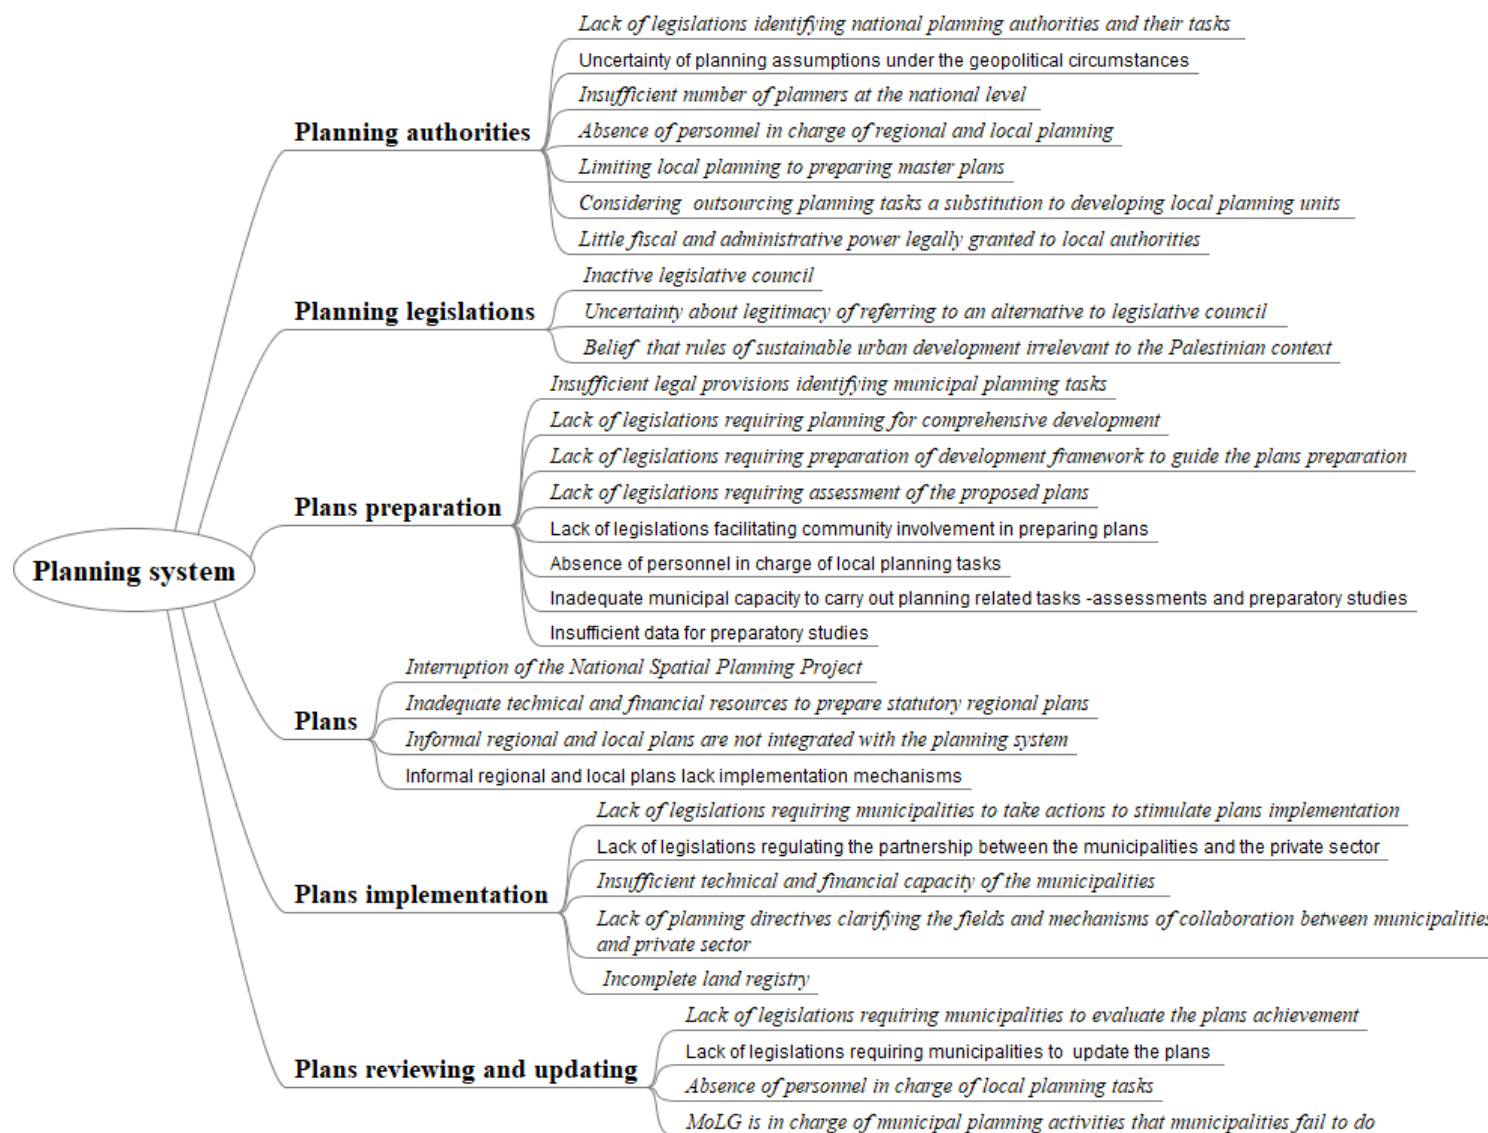 Planning system
Planning authorities
Lack of legislations identifying national planning authorities and their tasks
Uncertainty of planning assumptions under the geopolitical circumstances
Insufficient number of planners at the national level
Absence of personnel in charge of regional and local planning
Limiting local planning to preparing master plans
Considering outsourcing planning tasks a substitution to developing local planning units
Little fiscal and administrative power legally granted to local authorities
Planning legislations
Inactive legislative council
Uncertainty about legitimacy of referring to an alternative to legislative council
Belief that rules of sustainable urban development irrelevant to the Palestinian context
Plans preparation
Insufficient legal provisions identifying municipal planning tasks
Lack of legislations requiring planning for comprehensive development
Lack of legislations requiring preparation of development framework to guide the plans preparation
Lack of legislations requiring assessment of the proposed plans
Lack of legislations facilitating community involvement in preparing plans
Absence of personnel in charge of local planning tasks
Inadequate municipal capacity to carry out planning related tasks -assessments and preparatory studies
Insufficient data for preparatory studies
Plans
Interruption of the National Spatial Planning Project
Inadequate technical and financial resources to prepare statutory regional plans
Informal regional and local plans are not integrated with the planning system
Informal regional and local plans lack implementation mechanisms
Plans implementation
Lack of legislations requiring municipalities to take actions to stimulate plans implementation
Lack of legislations regulating the partnership between the municipalities and the private sector
Insufficient technical and financial capacity of the municipalities
Lack of planning directives clarifying the fields and mechanisms of collaboration between municipalities
and private sector
Incomplete land registry
Plans reviewing and updating
Lack of legislations requiring municipalities to evaluate the plans achievement
Lack of legislations requiring municipalities to update the plans
Absence of personnel in charge of local planning tasks
MoLG is in charge of municipal planning activities that municipalities fail to do